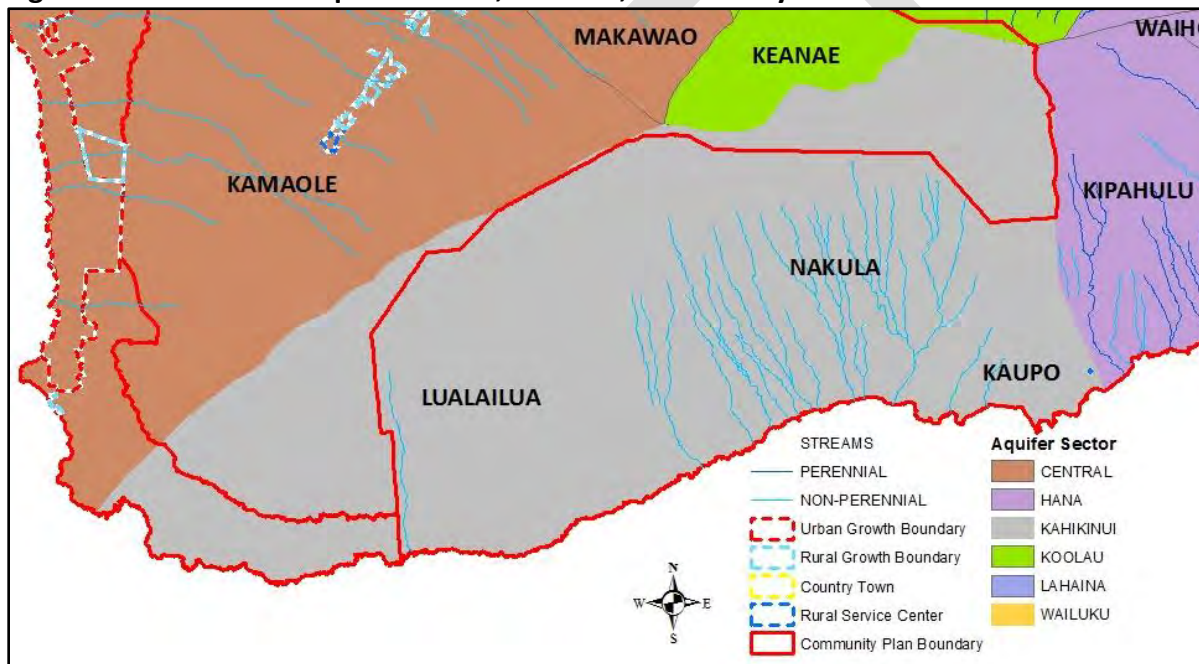 MAKAWAO
WAIHO
KEANAE
KAMAOLE
KIPAHULU
NAKULA
KAUPO
LUALAILUA
STREAMS
PERENNIAL
NON-PERENNIAL
Urban Growth Boundary
Rural Growth Boundary
Country Town
Rural Service Center
Community Plan Boundary
Aquifer Sector
CENTRAL
HANA
KAHIKINUI
KOOLAU
LAHAINA
WAILUKU
N
W E
S